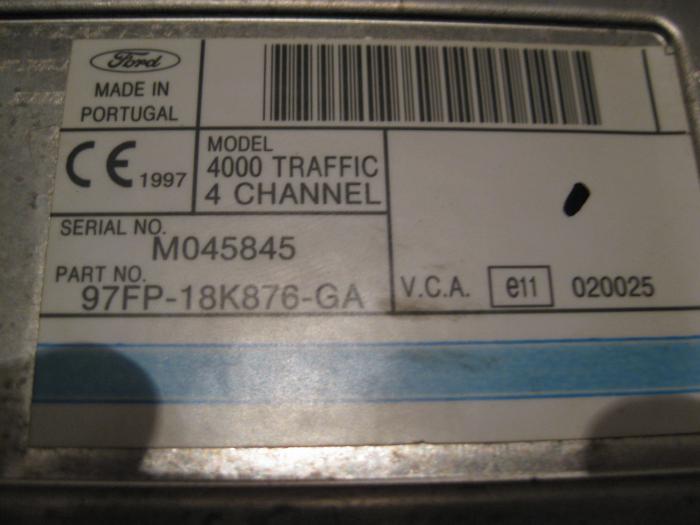 Ford
MADE IN
PORTUGAL
CE 1997
MODEL
4000 TRAFFIC
4 CHANNEL
SERIAL NO.
M045845
PART NO.
97FP-18K876-GA
V.C.A. e11 020025